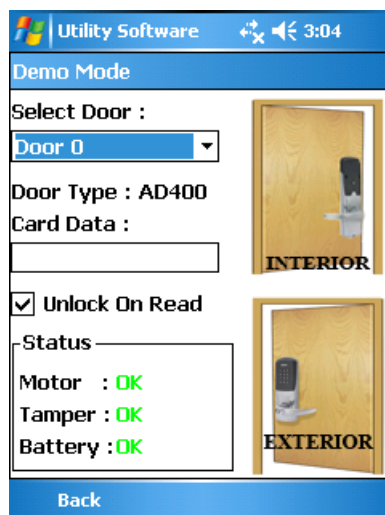 Utility Software 3:04
Demo Mode
Select Door :
Door 0
Door Type : AD400
Card Data :
INTERIOR
Unlock On Read
Status
Motor : OK
Tamper : OK
Battery : OK
EXTERIOR
Back